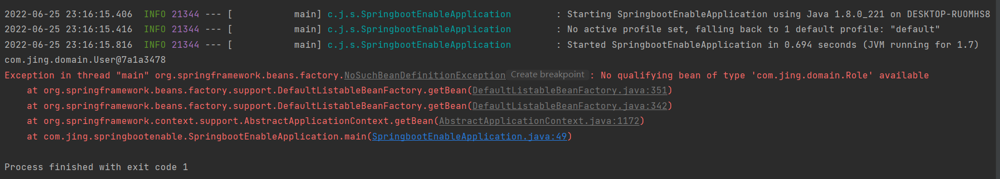 2022-06-25 23:16:15.406  INFO 21344 --- [           main] c.j.s.SpringbootEnableApplication        : Starting SpringbootEnableApplication using Java 1.8.0_221 on DESKTOP-RUOMHS8
2022-06-25 23:16:15.416  INFO 21344 --- [           main] c.j.s.SpringbootEnableApplication        : No active profile set, falling back to 1 default profile: "default"
2022-06-25 23:16:15.816  INFO 21344 --- [           main] c.j.s.SpringbootEnableApplication        : Started SpringbootEnableApplication in 0.694 seconds (JVM running for 1.7)
com.jing.domain.User@7a1a3478
Exception in thread "main" org.springframework.beans.factory.NoSuchBeanDefinitionException Create breakpoint : No qualifying bean of type 'com.jing.domain.Role' available
    at org.springframework.beans.factory.support.DefaultListableBeanFactory.getBean(DefaultListableBeanFactory.java:351)
    at org.springframework.beans.factory.support.DefaultListableBeanFactory.getBean(DefaultListableBeanFactory.java:342)
    at org.springframework.context.support.AbstractApplicationContext.getBean(AbstractApplicationContext.java:1172)
    at com.jing.springbootenable.SpringbootEnableApplication.main(SpringbootEnableApplication.java:49)
Process finished with exit code 1